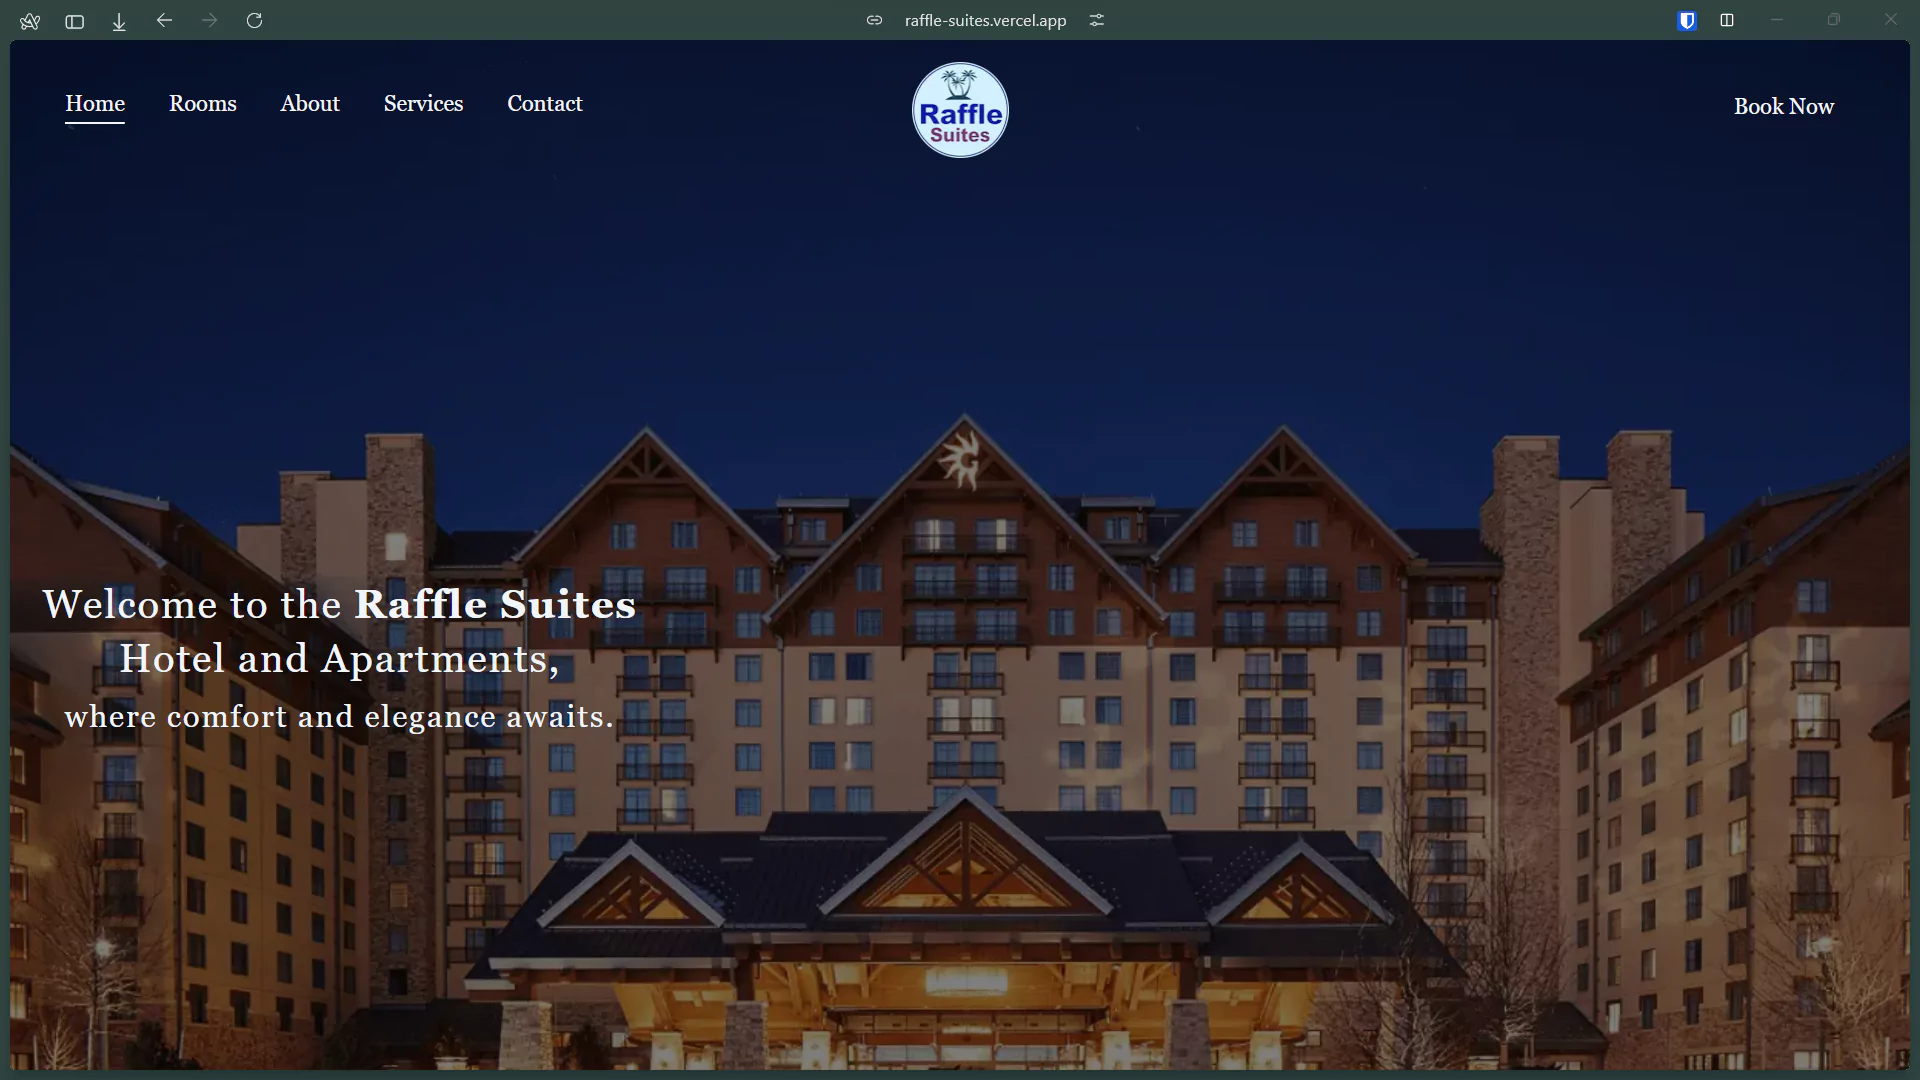 raffle-suites.vercel.app
Home Rooms About Services Contact
Raffle
Suites
Book Now
Welcome to the Raffle Suites
Hotel and Apartments,
where comfort and elegance awaits.